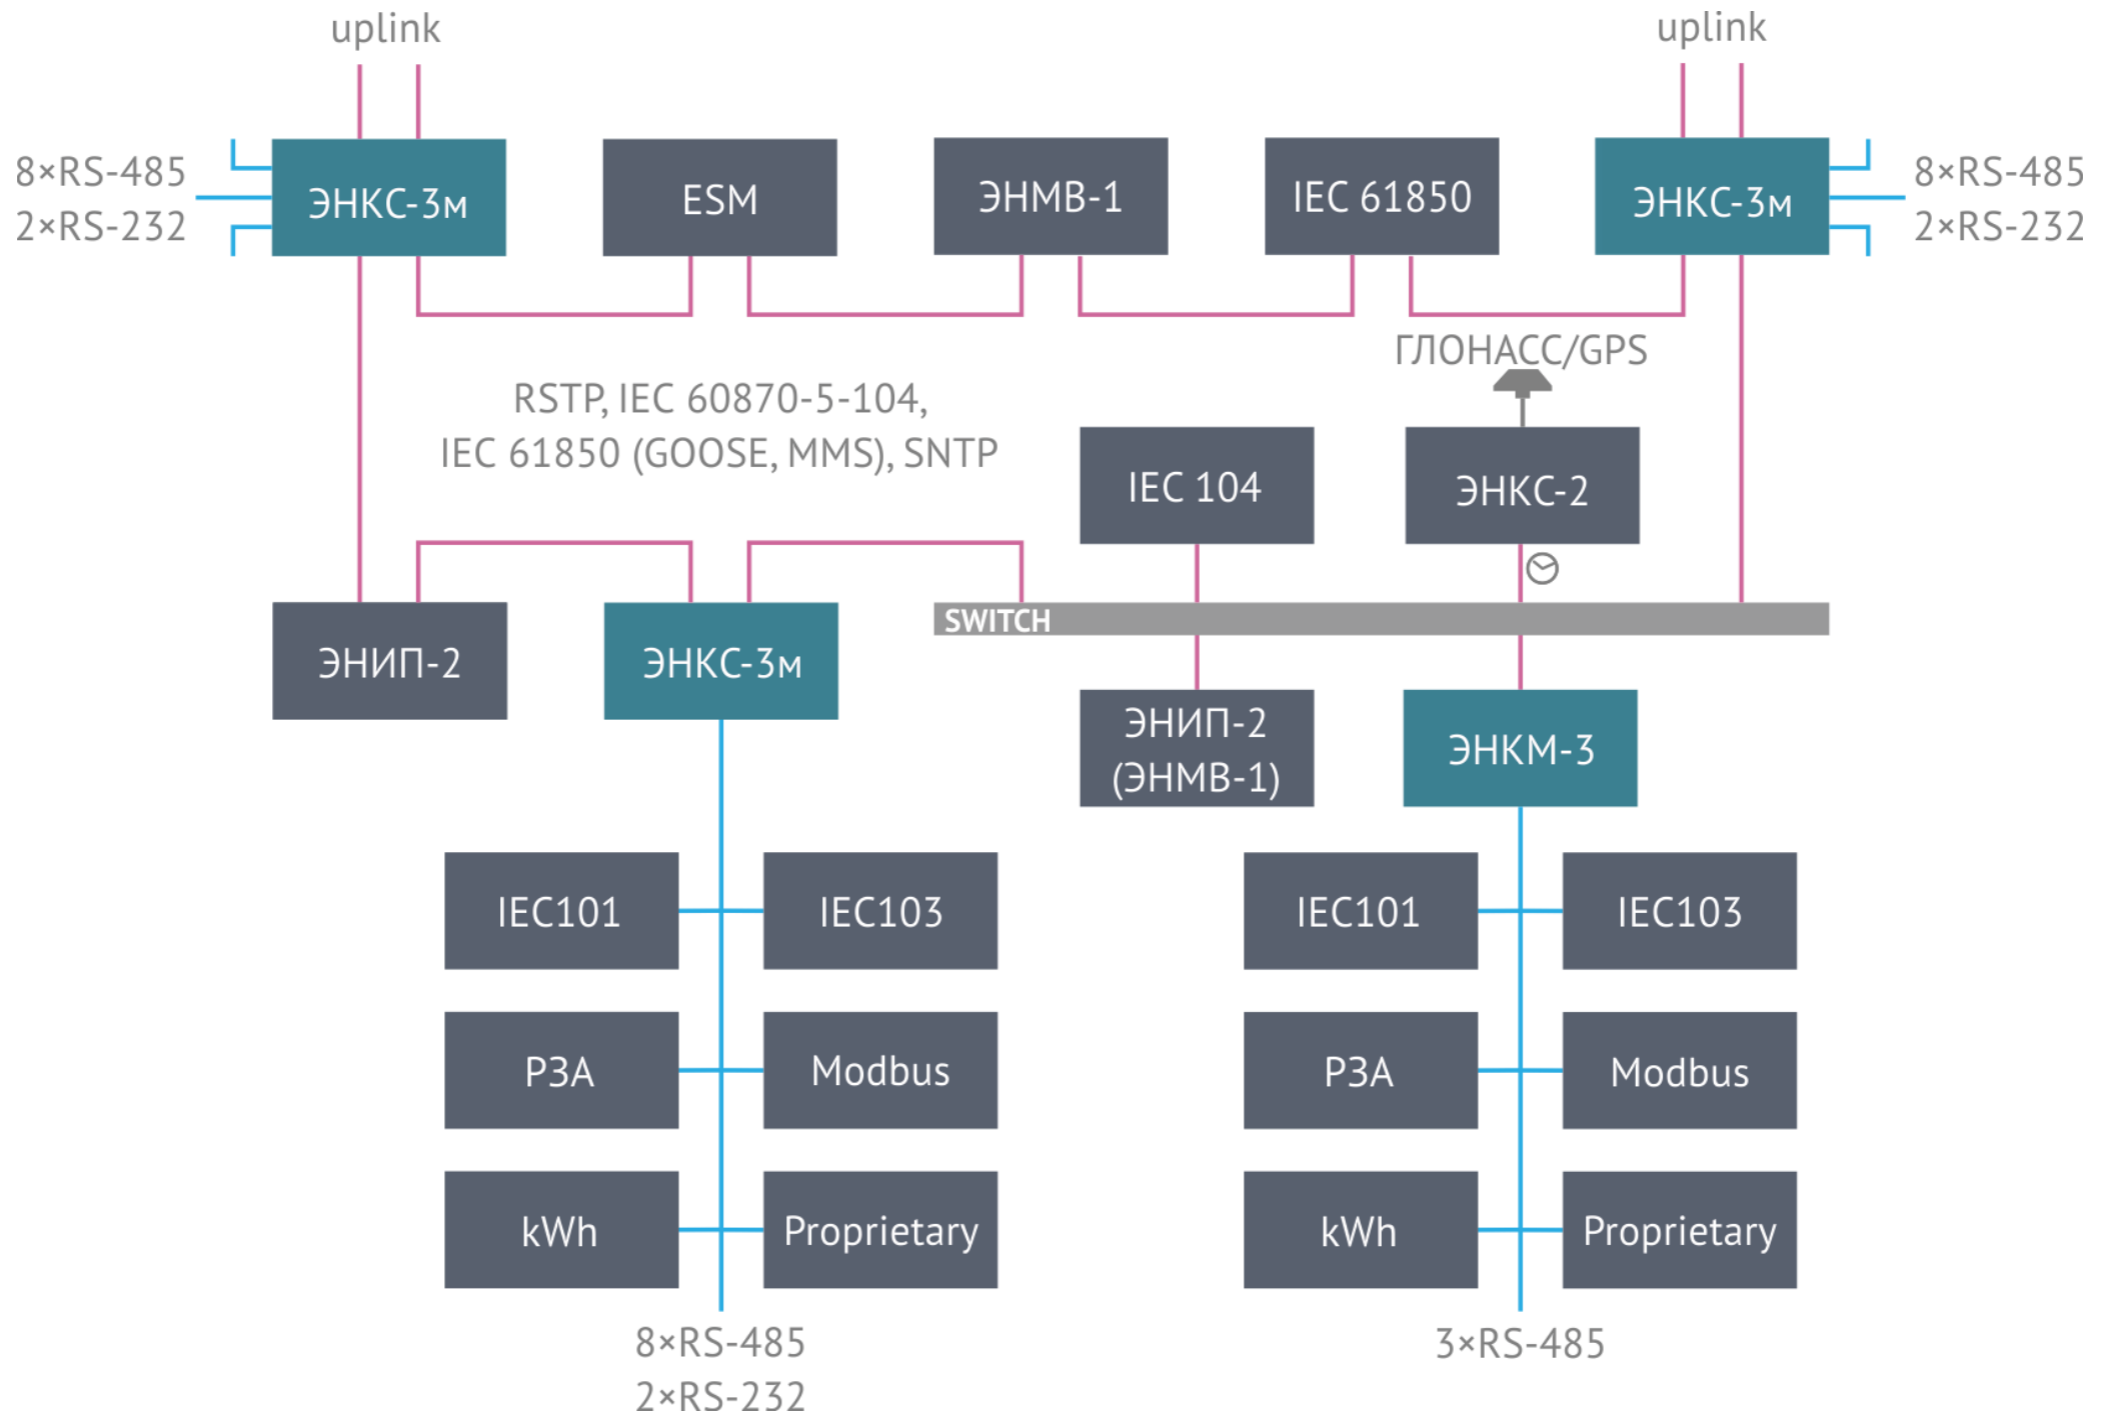 uplink
uplink
8×RS-485
2×RS-232
ЭНКС-3м
ESM
ЭНМВ-1
IEC 61850
ЭНКС-3м
8×RS-485
2×RS-232
ГЛОНАСС/GPS
RSTP, IEC 60870-5-104,
IEC 61850 (GOOSE, MMS), SNTP
IEC 104
ЭНКС-2
SWITCH
ЭНИП-2
ЭНКС-3м
ЭНИП-2
(ЭНМВ-1)
ЭНКМ-3
IEC101
IEC103
IEC101
IEC103
РЗА
Modbus
РЗА
Modbus
kWh
Proprietary
kWh
Proprietary
8×RS-485
2×RS-232
3×RS-485